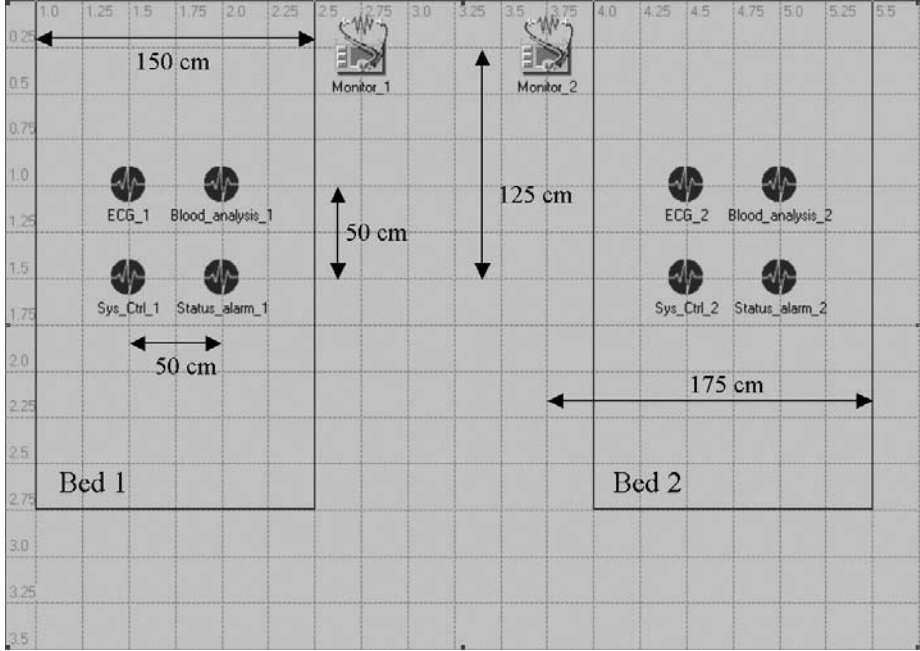 1.0 1.25 1.5 1.75 2.0 2.25 2.5 2.75 3.0 3.25 3.5 3.75 4.0 4.25 4.5 4.75 5.0 5.25 5.5
0.25
150 cm
EL
EL
Monitor_1
Monitor_2
0.5
0.75
1.0
125 cm
ECG_1
Blood_analysis_1
ECG_2
Blood_analysis_2
1.25
50 cm
1.5
Sys_Ctrl_1
Status_alarm_1
Sys_Ctrl_2
Status_alarm_2
1.75
50 cm
2.0
175 cm
2.25
2.5
Bed 1
Bed 2
2.75
3.0
3.25
3.5